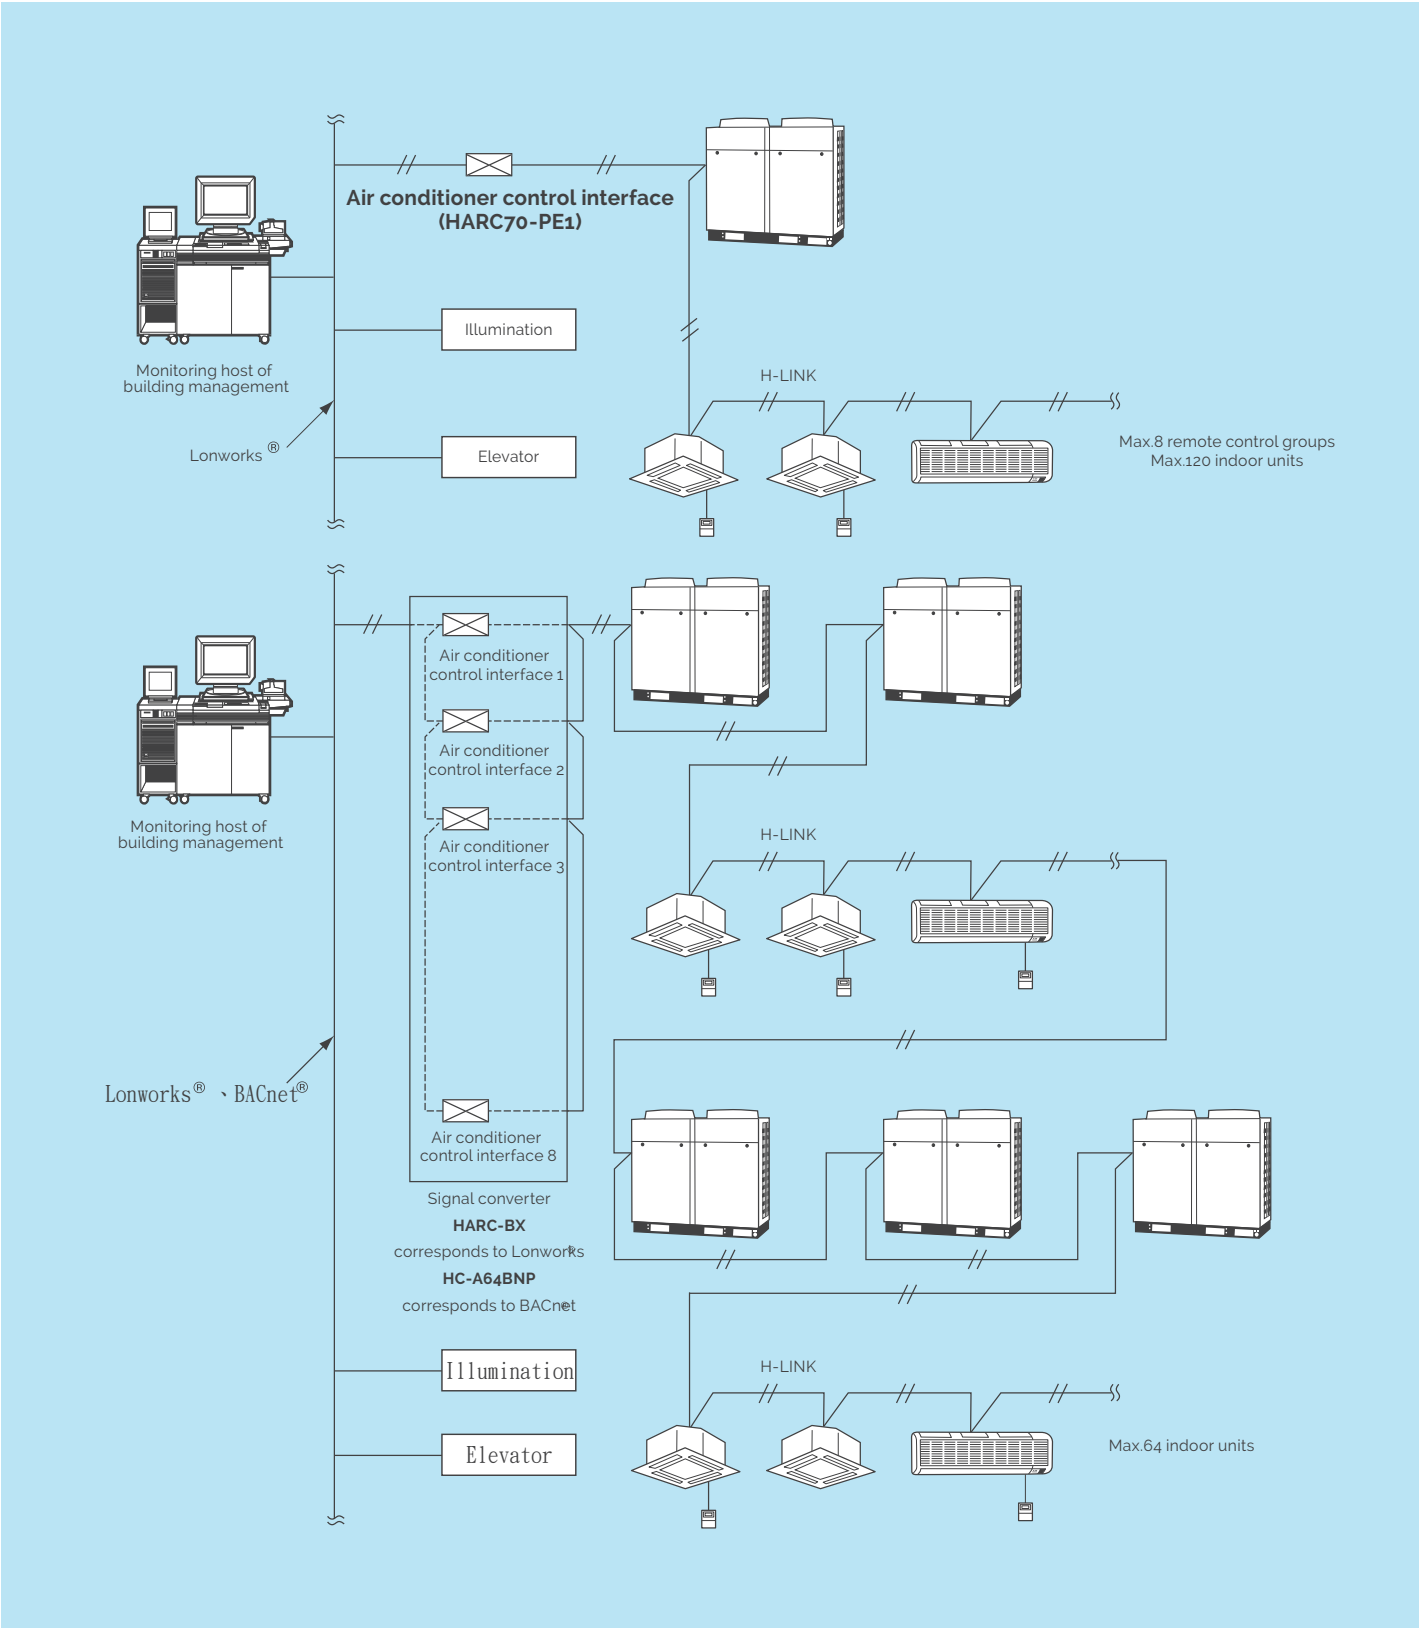 Air conditioner control interface
(HARC70-PE1)
Illumination
Monitoring host of
building management
H-LINK
Lonworks ®
Elevator
Max.8 remote control groups
Max.120 indoor units
Air conditioner
control interface 1
Air conditioner
control interface 2
Monitoring host of
building management
Air conditioner
control interface 3
H-LINK
Lonworks® 、BACnet®
Air conditioner
control interface 8
Signal converter
HARC-BX
corresponds to Lonworks®
HC-A64BNP
corresponds to BACnet®
Illumination
H-LINK
Elevator
Max.64 indoor units